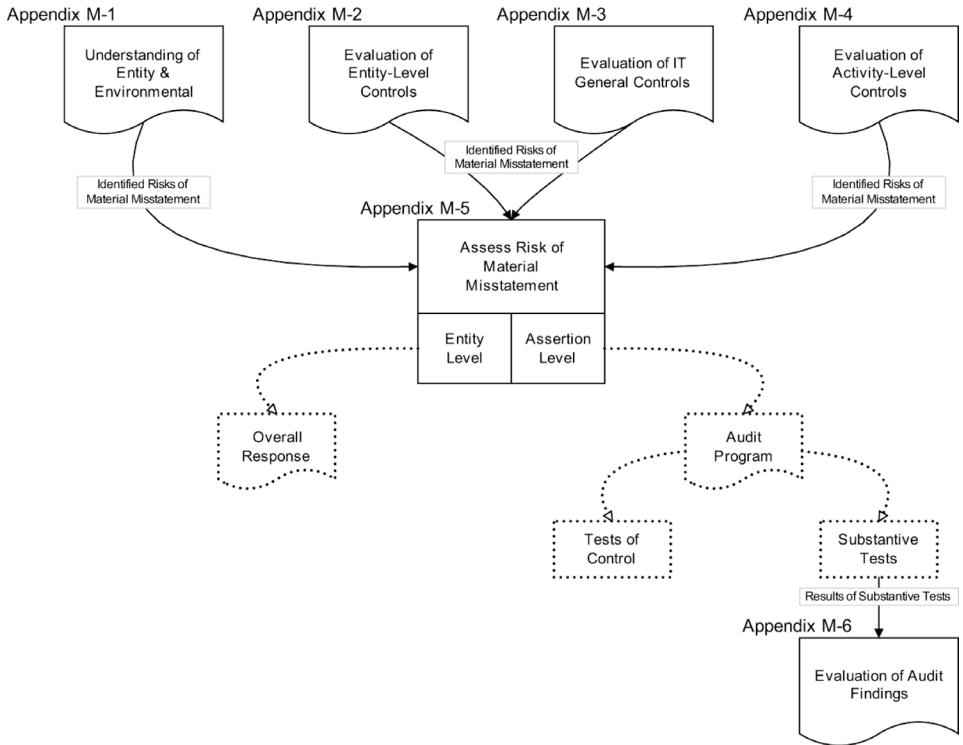 Appendix M-1
Appendix M-2
Appendix M-3
Appendix M-4
Understanding of
Entity &
Environmental
Evaluation of
Entity-Level
Controls
Evaluation of IT
General Controls
Evaluation of
Activity-Level
Controls
Identified Risks of
Material Misstatement
Identified Risks of
Material Misstatement
Identified Risks of
Material Misstatement
Appendix M-5
Assess Risk of
Material
Misstatement
Entity
Level
Assertion
Level
Overall
Response
Audit
Program
Tests of
Control
Substantive
Tests
Results of Substantive Tests
Appendix M-6
Evaluation of Audit
Findings